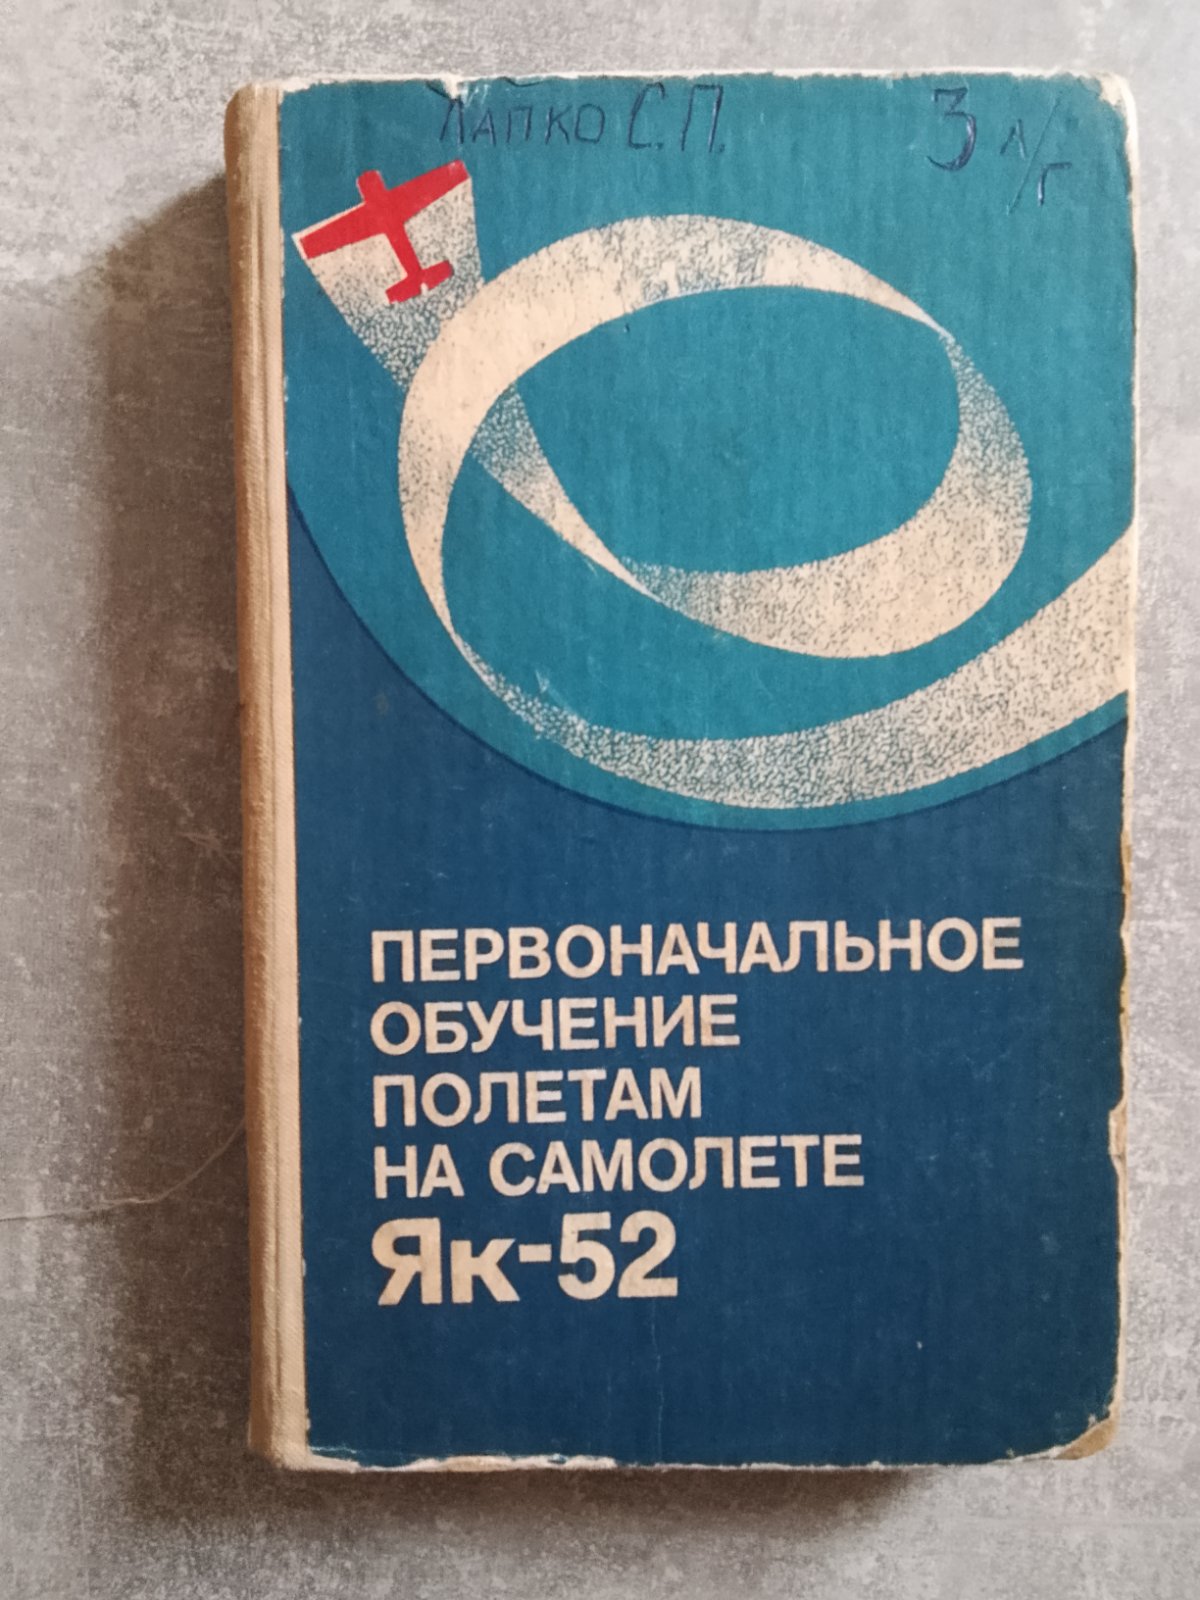 Лапко С.П. 3 л/г
ПЕРВОНАЧАЛЬНОЕ
ОБУЧЕНИЕ
ПОЛЕТАМ
НА САМОЛЕТЕ
Як-52